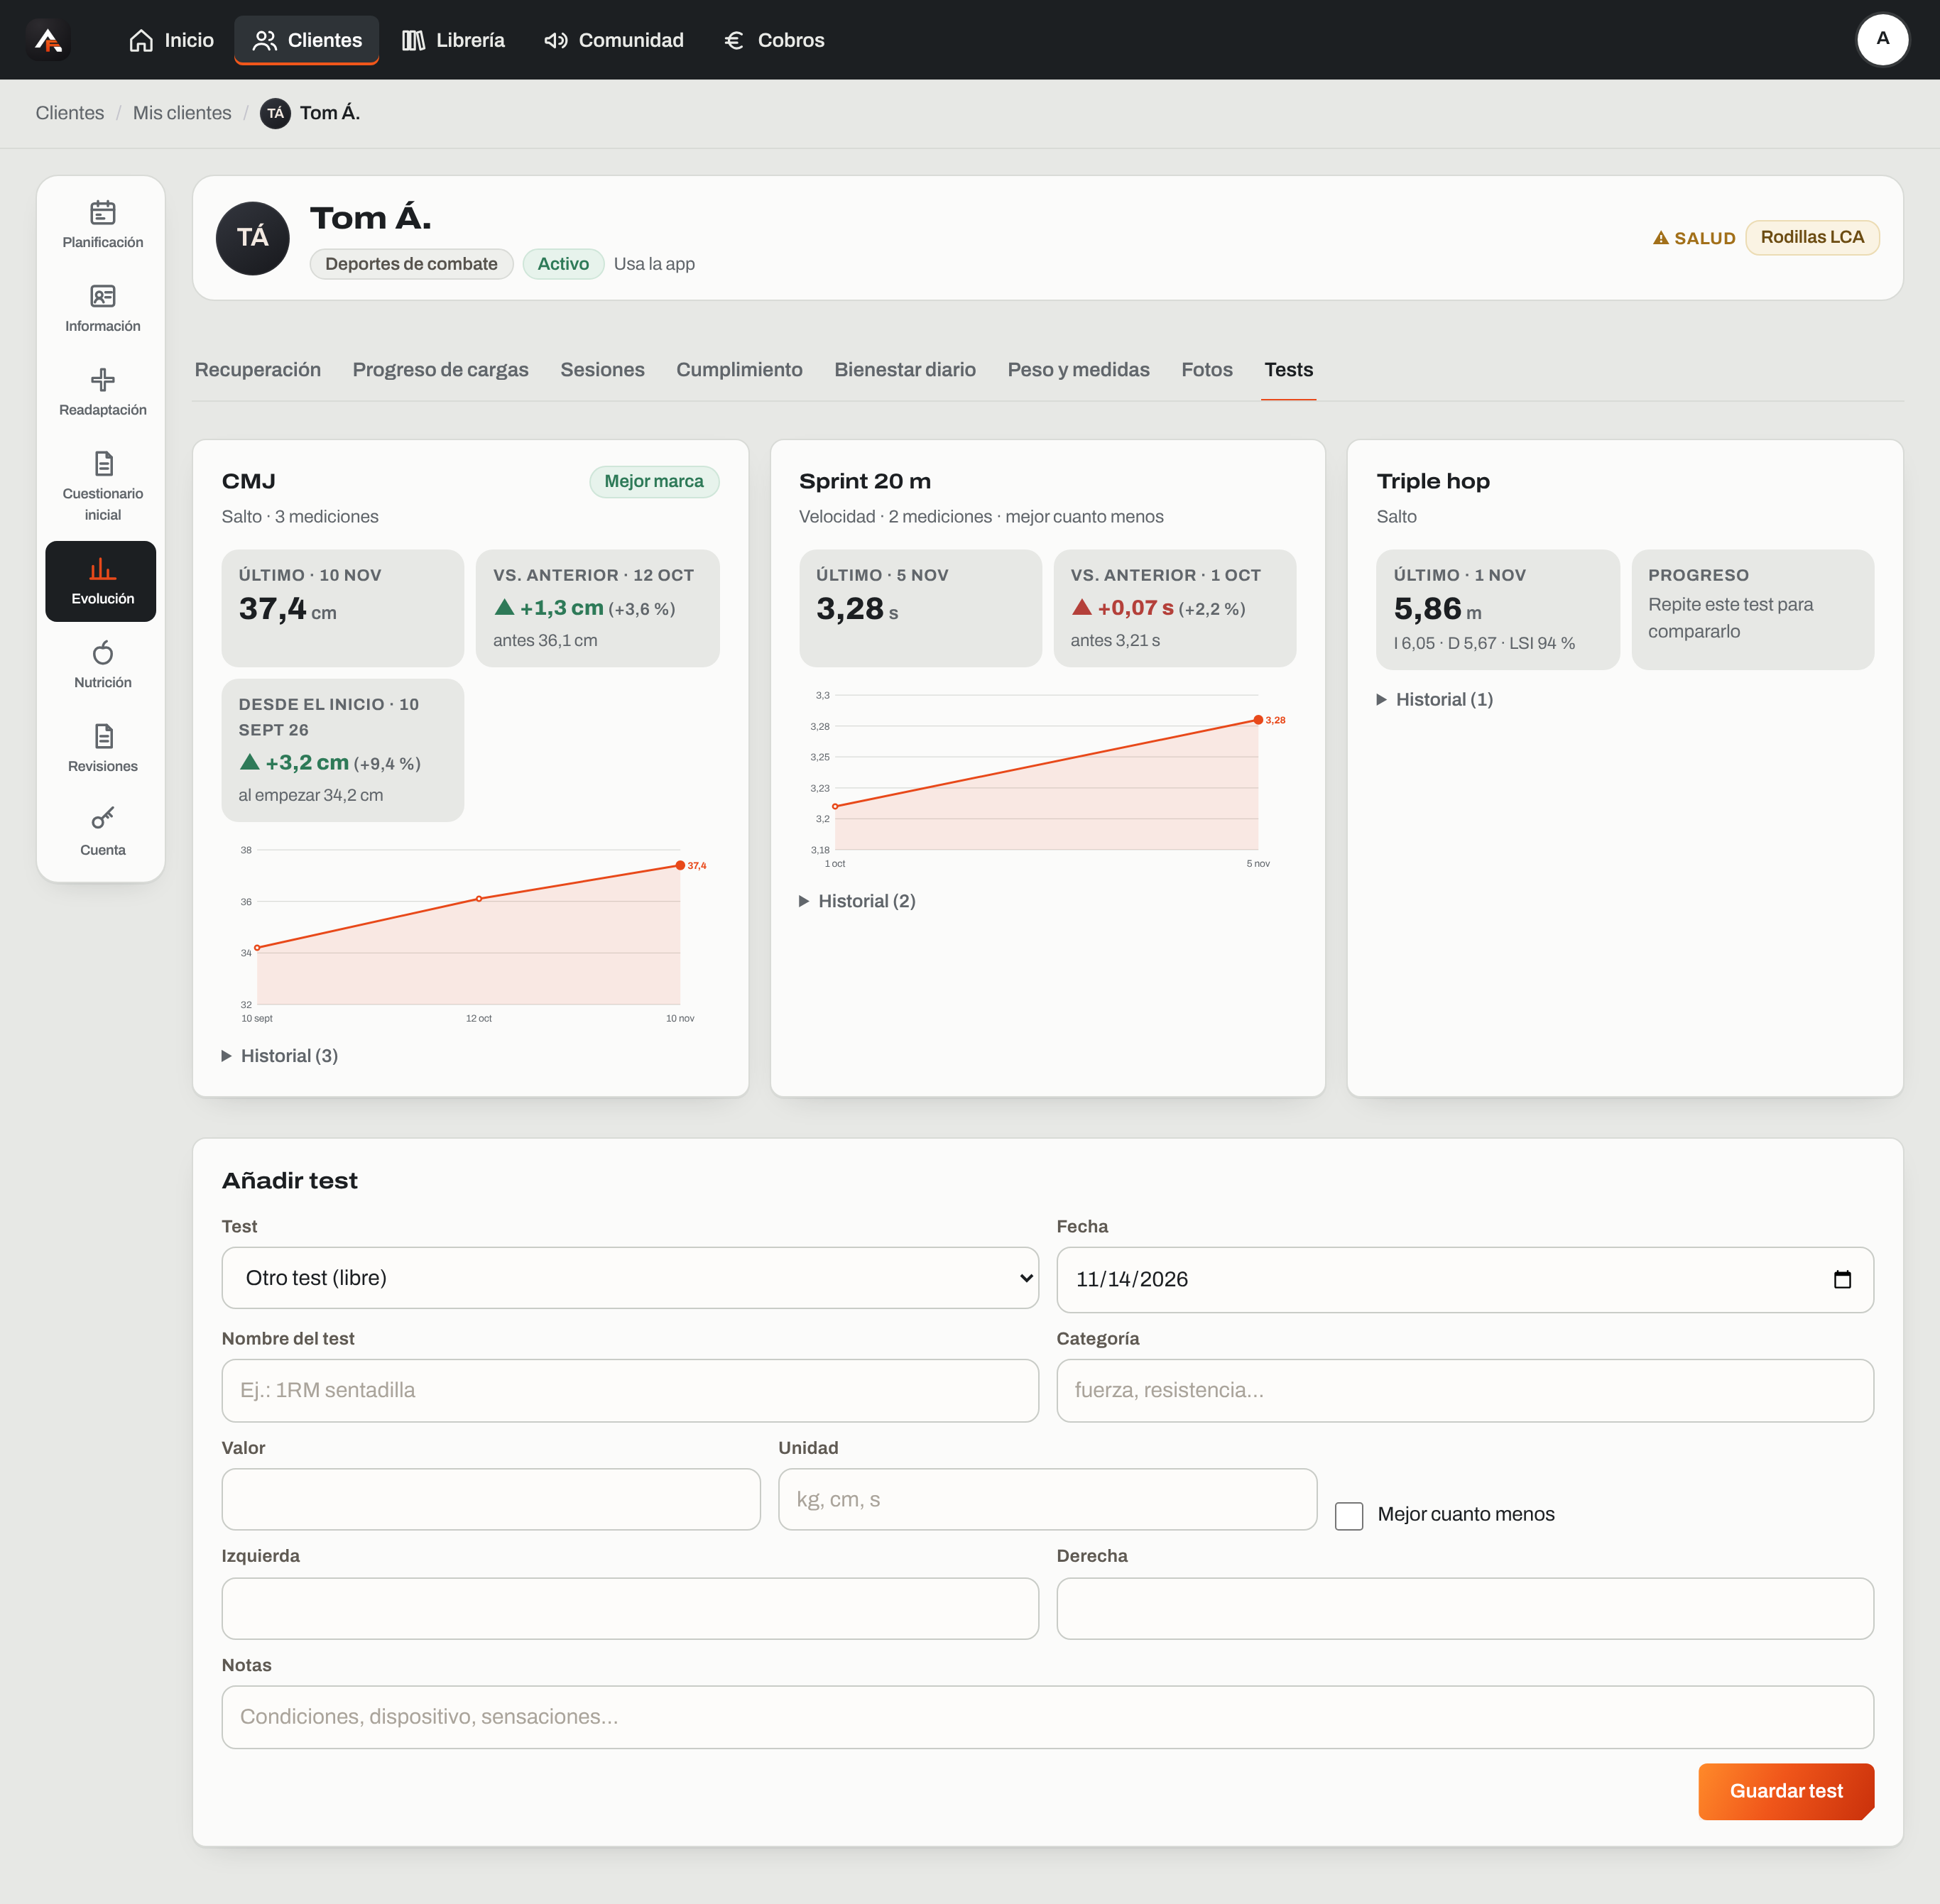 Inicio
Clientes
Librería
Comunidad
Cobros
A
Clientes / Mis clientes / TÁ Tom Á.
Planificación
Información
Readaptación
Cuestionario
inicial
Evolución
Nutrición
Revisiones
Cuenta
TÁ
Tom Á.
Deportes de combate
Activo
Usa la app
SALUD
Rodillas LCA
Recuperación
Progreso de cargas
Sesiones
Cumplimiento
Bienestar diario
Peso y medidas
Fotos
Tests
CMJ
Mejor marca
Salto · 3 mediciones
ÚLTIMO · 10 NOV
37,4 cm
VS. ANTERIOR · 12 OCT
▲ +1,3 cm (+3,6 %)
antes 36,1 cm
DESDE EL INICIO · 10
SEPT 26
▲ +3,2 cm (+9,4 %)
al empezar 34,2 cm
38
36
34
32
37,4
10 sept
12 oct
10 nov
Historial (3)
Sprint 20 m
Velocidad · 2 mediciones · mejor cuanto menos
ÚLTIMO · 5 NOV
3,28 s
VS. ANTERIOR · 1 OCT
▲ +0,07 s (+2,2 %)
antes 3,21 s
3,3
3,28
3,25
3,23
3,2
3,18
3,28
1 oct
5 nov
Historial (2)
Triple hop
Salto
ÚLTIMO · 1 NOV
5,86 m
I 6,05 · D 5,67 · LSI 94 %
PROGRESO
Repite este test para
compararlo
Historial (1)
Añadir test
Test
Otro test (libre)
Fecha
11/14/2026
Nombre del test
Ej.: 1RM sentadilla
Categoría
fuerza, resistencia...
Valor
Unidad
kg, cm, s
Mejor cuanto menos
Izquierda
Derecha
Notas
Condiciones, dispositivo, sensaciones...
Guardar test